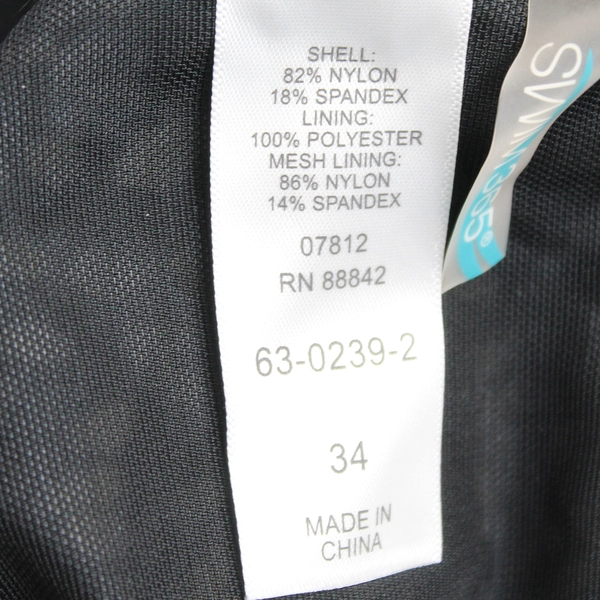 SHELL:
82% NYLON
18% SPANDEX
LINING:
100% POLYESTER
MESH LINING:
86% NYLON
14% SPANDEX
07812
RN 88842
63-0239-2
34
MADE IN
CHINA
SWIM365®